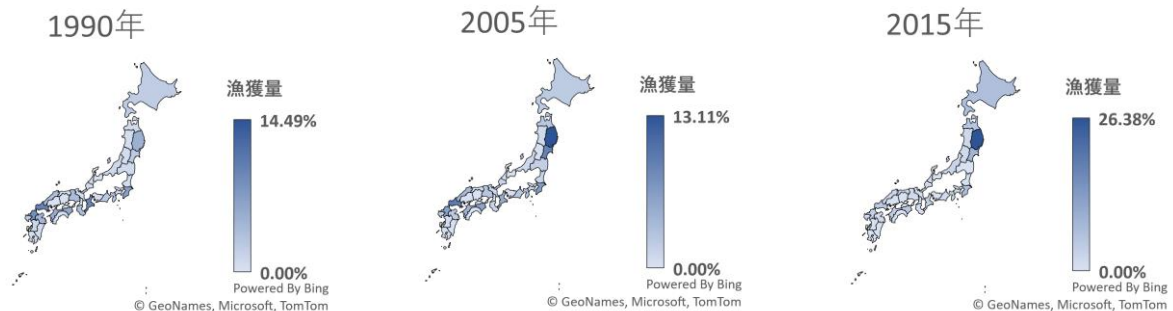 1990年
漁獲量
14.49%
0.00%
Powered By Bing
© GeoNames, Microsoft, TomTom
2005年
漁獲量
13.11%
0.00%
Powered By Bing
© GeoNames, Microsoft, TomTom
2015年
漁獲量
26.38%
0.00%
Powered By Bing
© GeoNames, Microsoft, TomTom